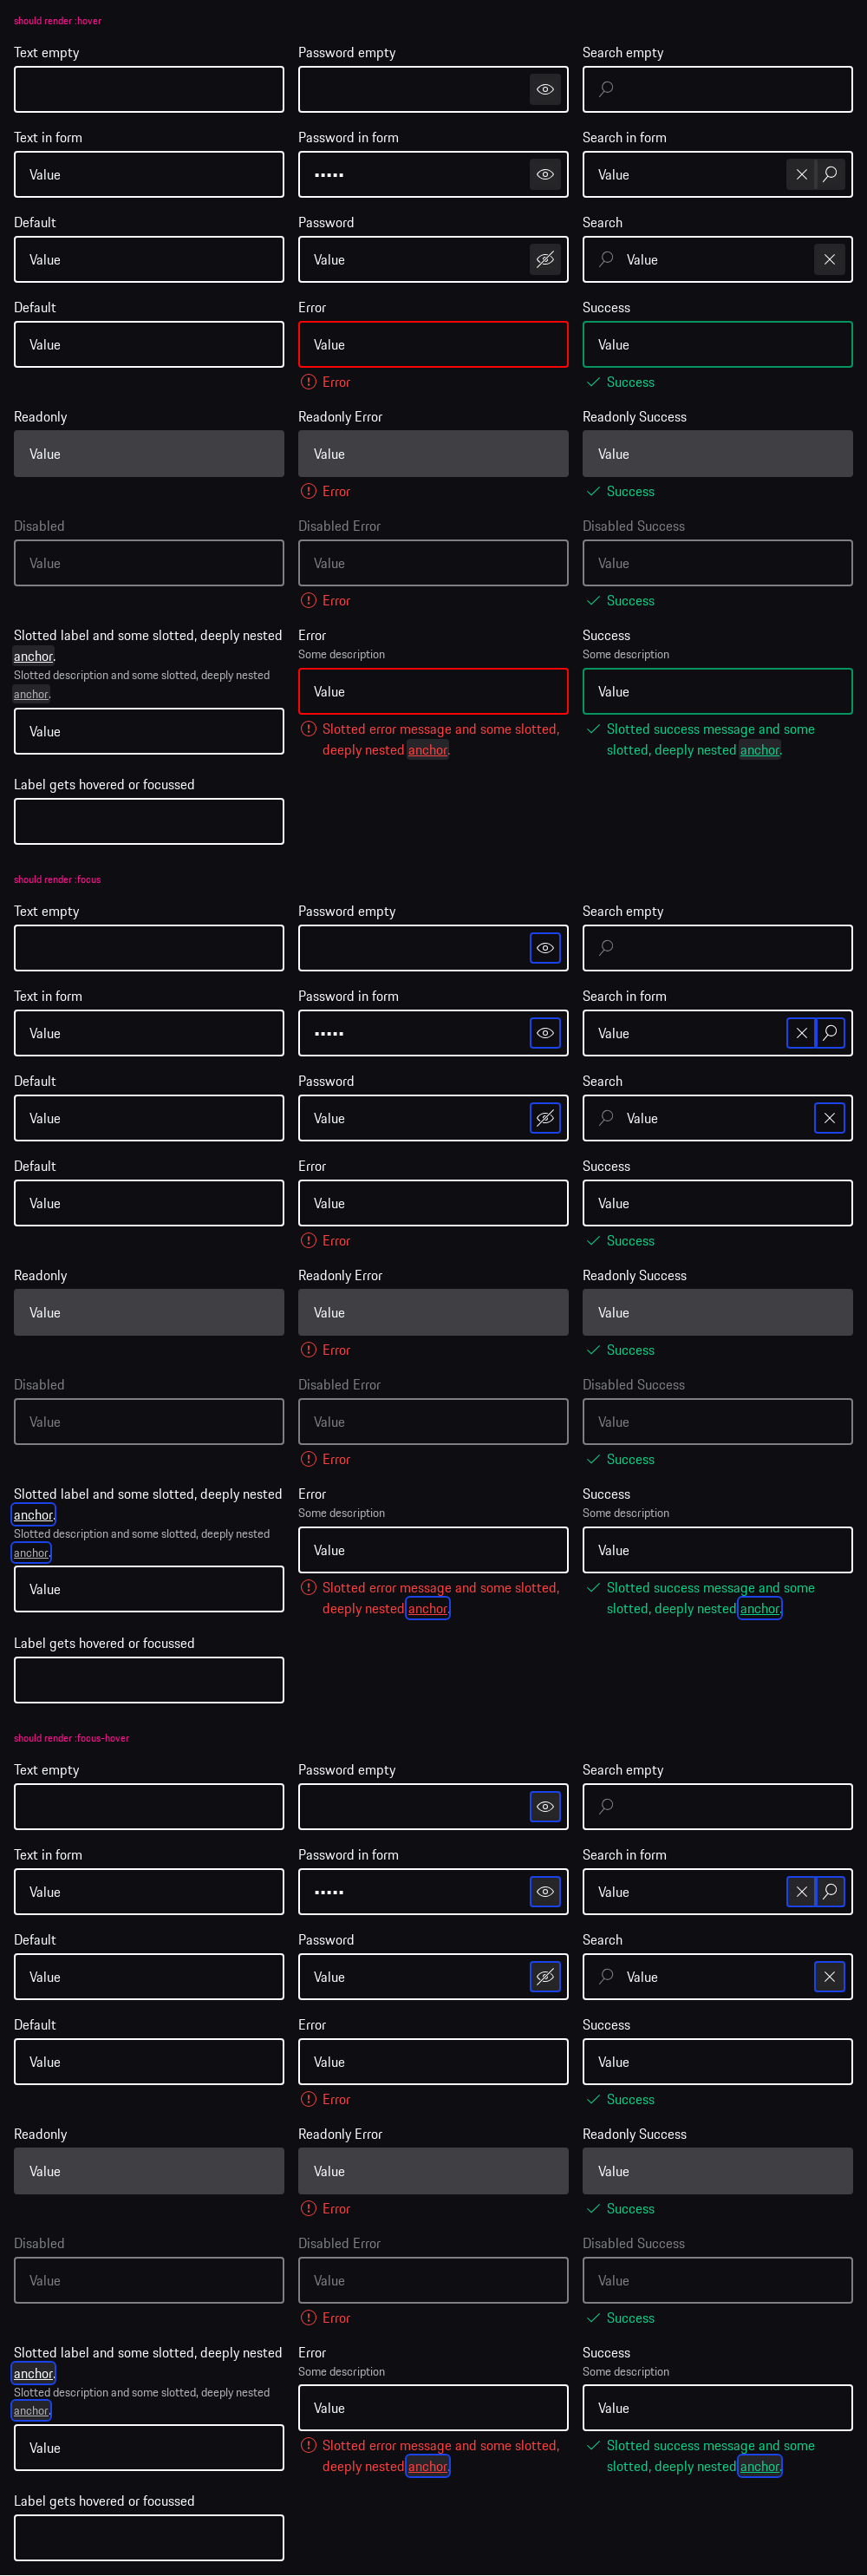 should render :hover
Text empty
Password empty
Search empty
Text in form
Password in form
Search in form
Value
•••••
Value
Default
Password
Search
Value
Value
Value
Default
Error
Success
Value
Value
Value
Error
Success
Readonly
Readonly Error
Readonly Success
Value
Value
Value
Error
Success
Disabled
Disabled Error
Disabled Success
Value
Value
Value
Error
Success
Slotted label and some slotted, deeply nested
anchor.
Slotted description and some slotted, deeply nested
anchor.
Value
Error
Some description
Value
Slotted error message and some slotted,
deeply nested anchor.
Success
Some description
Value
Slotted success message and some
slotted, deeply nested anchor.
Label gets hovered or focussed
should render :focus
Text empty
Password empty
Search empty
Text in form
Password in form
Search in form
Value
•••••
Value
Default
Password
Search
Value
Value
Value
Default
Error
Success
Value
Value
Value
Error
Success
Readonly
Readonly Error
Readonly Success
Value
Value
Value
Error
Success
Disabled
Disabled Error
Disabled Success
Value
Value
Value
Error
Success
Slotted label and some slotted, deeply nested
anchor.
Slotted description and some slotted, deeply nested
anchor.
Value
Error
Some description
Value
Slotted error message and some slotted,
deeply nested anchor.
Success
Some description
Value
Slotted success message and some
slotted, deeply nested anchor.
Label gets hovered or focussed
should render :focus-hover
Text empty
Password empty
Search empty
Text in form
Password in form
Search in form
Value
•••••
Value
Default
Password
Search
Value
Value
Value
Default
Error
Success
Value
Value
Value
Error
Success
Readonly
Readonly Error
Readonly Success
Value
Value
Value
Error
Success
Disabled
Disabled Error
Disabled Success
Value
Value
Value
Error
Success
Slotted label and some slotted, deeply nested
anchor.
Slotted description and some slotted, deeply nested
anchor.
Value
Error
Some description
Value
Slotted error message and some slotted,
deeply nested anchor.
Success
Some description
Value
Slotted success message and some
slotted, deeply nested anchor.
Label gets hovered or focussed